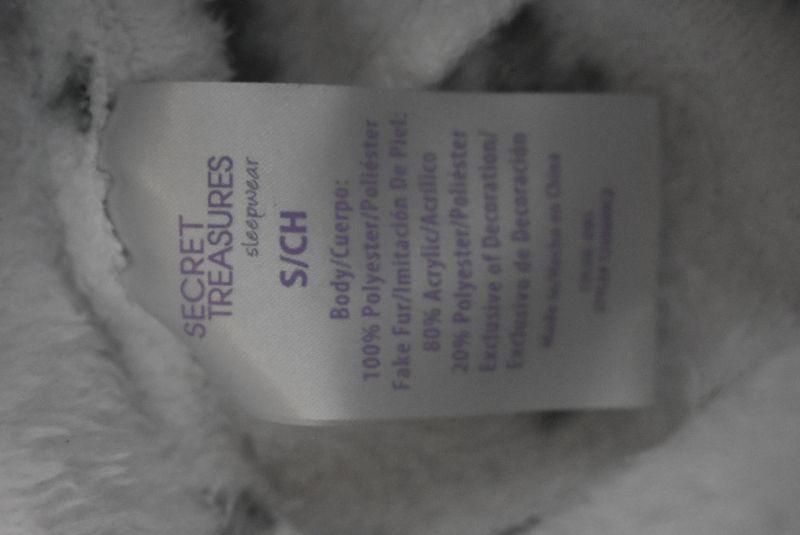 SECRET
TREASURES
sleepwear
S/CH
Body/Cuerpo:
100% Polyester/Poliéster
Fake Fur/Imitación De Piel:
80% Acrylic/Acrílico
20% Polyester/Poliéster
Exclusive of Decoration/
Exclusivo de Decoración
Made in/Hecho en China